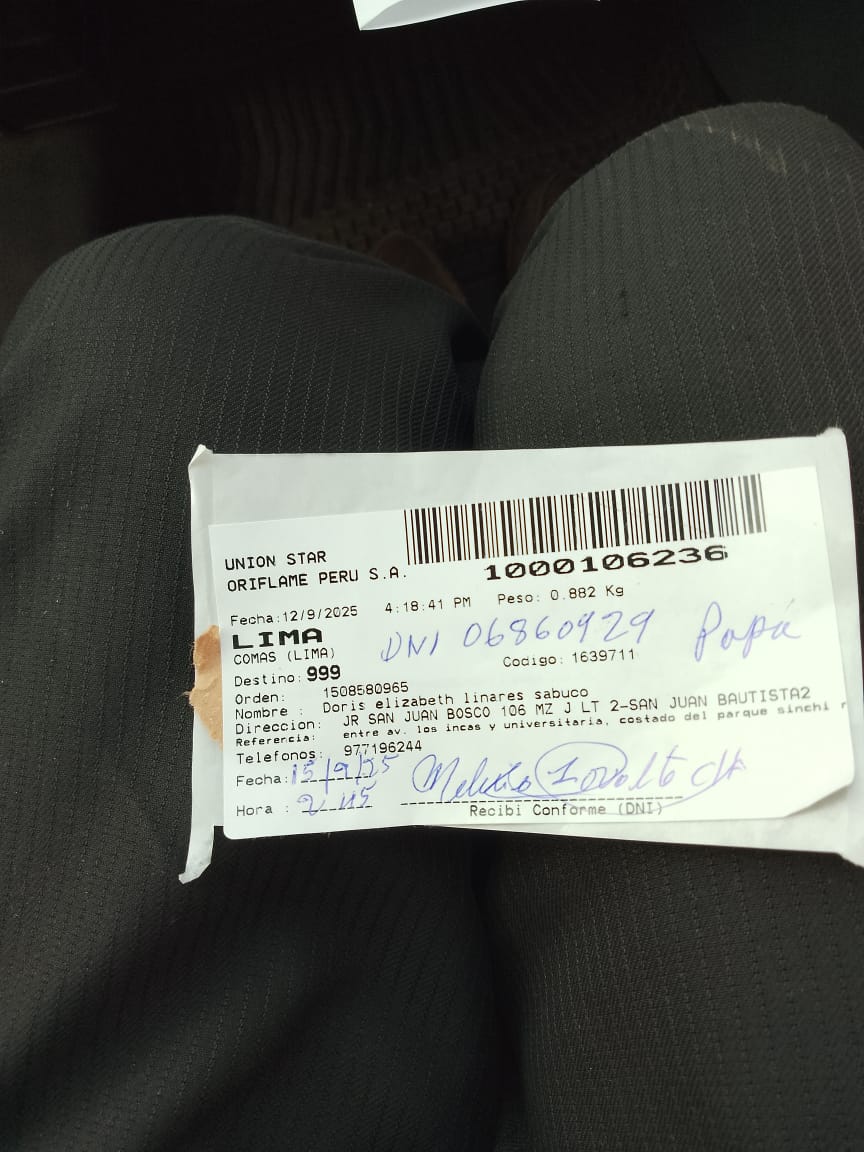 UNION STAR
ORIFLAME PERU S.A.
1000106236
Fecha:12/9/2025 4:18:41 PM Peso: 0.882 Kg
LIMA
DNI 06860929 Papá
COMAS (LIMA)
Codigo: 1639711
Destino: 999
Orden: 1508580965
Nombre : Doris elizabeth linares sabuco
Direccion: JR SAN JUAN BOSCO 106 MZ J LT 2-SAN JUAN BAUTISTA2
Referencia: entre av. los incas y universitaria, costado del parque sinchi r
Telefonos: 977196244
Fecha: 15/9/25
Hora : 2 45
Recibi Conforme (DNI)